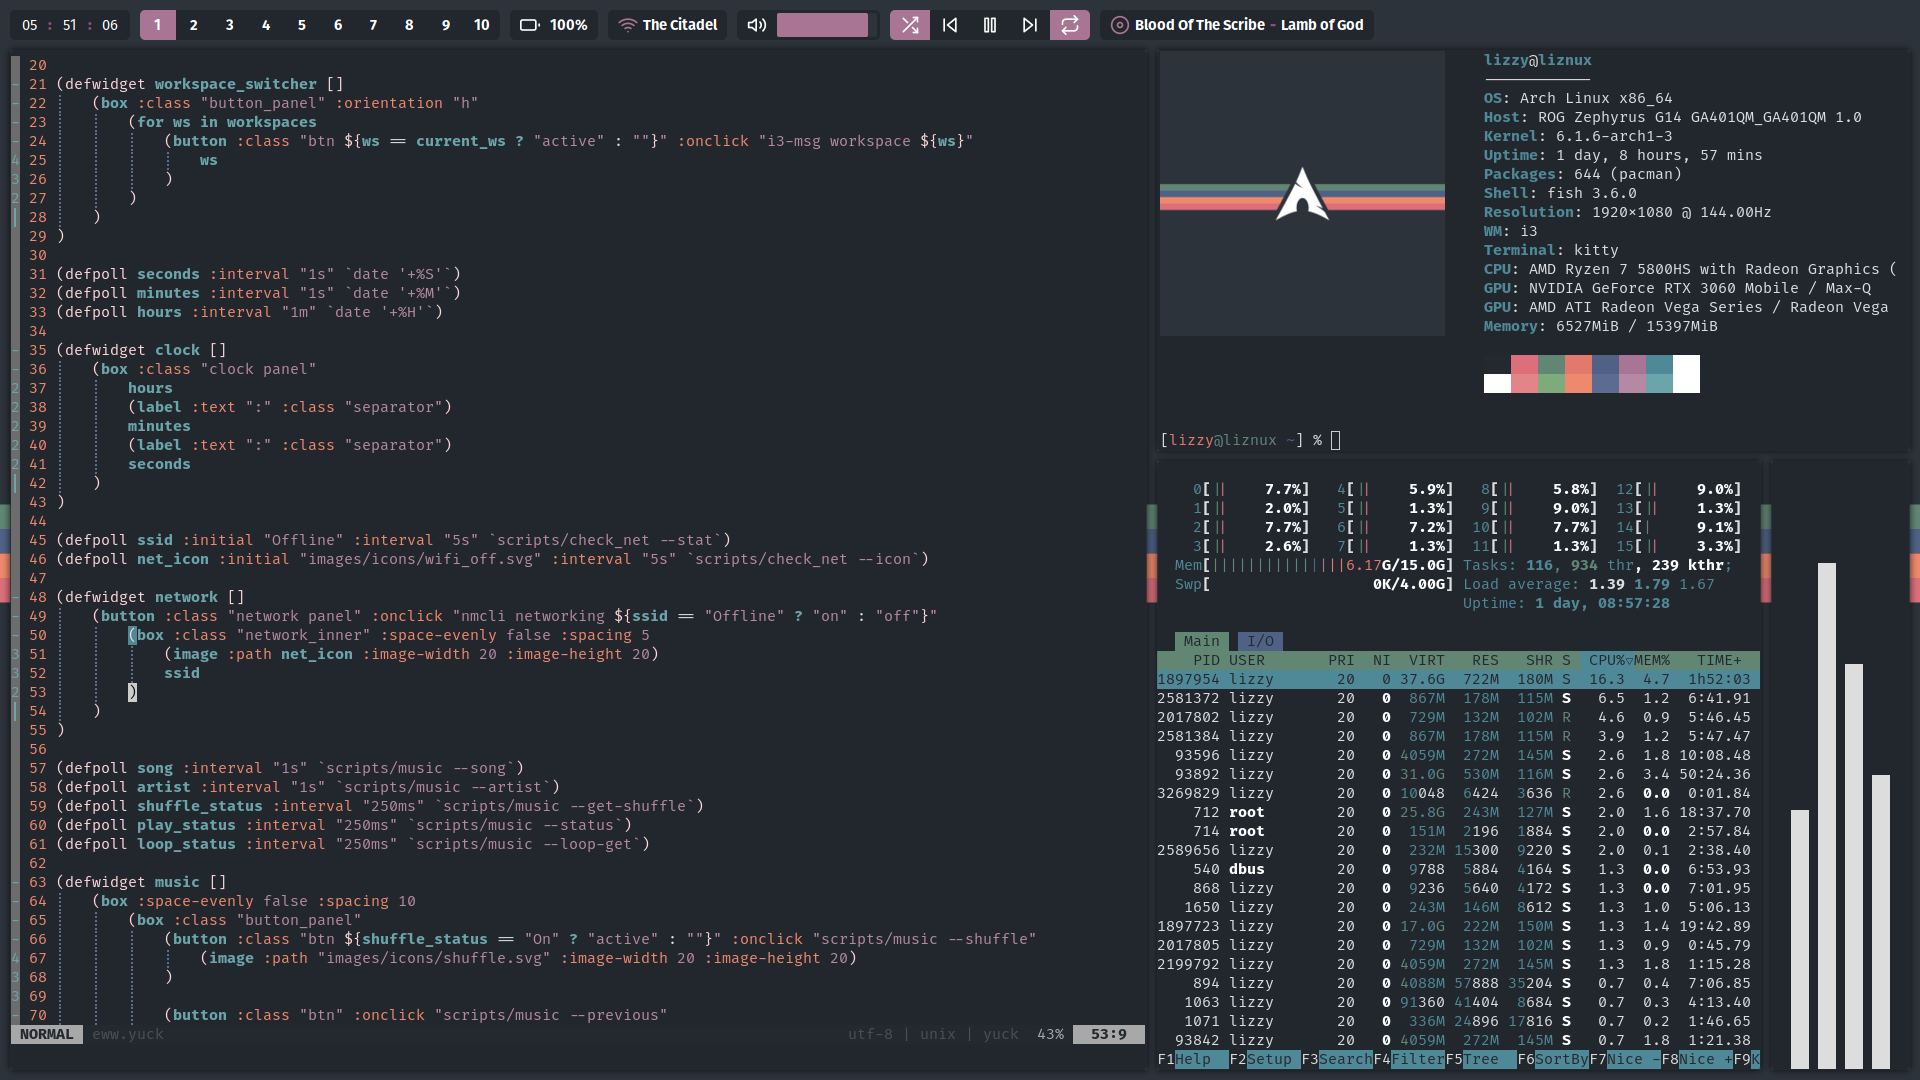 05 : 51 : 06 1 2 3 4 5 6 7 8 9 10 100% The Citadel Blood Of The Scribe - Lamb of God
20
21 (defwidget workspace_switcher []
22 (box :class "button_panel" :orientation "h"
23 (for ws in workspaces
24 (button :class "btn ${ws == current_ws ? "active" : ""}" :onclick "i3-msg workspace ${ws}"
25 ws
26 )
27 )
28 )
29 )
30
31 (defpoll seconds :interval "1s" `date '+%S'`)
32 (defpoll minutes :interval "1s" `date '+%M'`)
33 (defpoll hours :interval "1m" `date '+%H'`)
34
35 (defwidget clock []
36 (box :class "clock panel"
37 hours
38 (label :text ":" :class "separator")
39 minutes
40 (label :text ":" :class "separator")
41 seconds
42 )
43 )
44
45 (defpoll ssid :initial "Offline" :interval "5s" `scripts/check_net --stat`)
46 (defpoll net_icon :initial "images/icons/wifi_off.svg" :interval "5s" `scripts/check_net --icon`)
47
48 (defwidget network []
49 (button :class "network panel" :onclick "nmcli networking ${ssid == "Offline" ? "on" : "off"}"
50 (box :class "network_inner" :space-evenly false :spacing 5
51 (image :path net_icon :image-width 20 :image-height 20)
52 ssid
53 )
54 )
55 )
56
57 (defpoll song :interval "1s" `scripts/music --song`)
58 (defpoll artist :interval "1s" `scripts/music --artist`)
59 (defpoll shuffle_status :interval "250ms" `scripts/music --get-shuffle`)
60 (defpoll play_status :interval "250ms" `scripts/music --status`)
61 (defpoll loop_status :interval "250ms" `scripts/music --loop-get`)
62
63 (defwidget music []
64 (box :space-evenly false :spacing 10
65 (box :class "button_panel"
66 (button :class "btn ${shuffle_status == "On" ? "active" : ""}" :onclick "scripts/music --shuffle"
67 (image :path "images/icons/shuffle.svg" :image-width 20 :image-height 20)
68 )
69
70 (button :class "btn" :onclick "scripts/music --previous"
NORMAL eww.yuck utf-8 | unix | yuck 43% 53:9
lizzy@liznux
OS: Arch Linux x86_64
Host: ROG Zephyrus G14 GA401QM_GA401QM 1.0
Kernel: 6.1.6-arch1-3
Uptime: 1 day, 8 hours, 57 mins
Packages: 644 (pacman)
Shell: fish 3.6.0
Resolution: 1920×1080 @ 144.00Hz
WM: i3
Terminal: kitty
CPU: AMD Ryzen 7 5800HS with Radeon Graphics (
GPU: NVIDIA GeForce RTX 3060 Mobile / Max-Q
GPU: AMD ATI Radeon Vega Series / Radeon Vega
Memory: 6527MiB / 15397MiB
[lizzy@liznux ~] %
0[|| 7.7%] 4[|| 5.9%] 8[|| 5.8%] 12[|| 9.0%]
1[|| 2.0%] 5[|| 1.3%] 9[|| 9.0%] 13[|| 1.3%]
2[|| 7.7%] 6[|| 7.2%] 10[|| 7.7%] 14[| 9.1%]
3[|| 2.6%] 7[|| 1.3%] 11[|| 1.3%] 15[|| 3.3%]
Mem[|||||||||||||||6.17G/15.0G] Tasks: 116, 934 thr, 239 kthr;
Swp[ 0K/4.00G] Load average: 1.39 1.79 1.67
Uptime: 1 day, 08:57:28
Main I/O
PID USER PRI NI VIRT RES SHR S CPU%▽MEM% TIME+
1897954 lizzy 20 0 37.6G 722M 180M S 16.3 4.7 1h52:03
2581372 lizzy 20 0 867M 178M 115M S 6.5 1.2 6:41.91
2017802 lizzy 20 0 729M 132M 102M R 4.6 0.9 5:46.45
2581384 lizzy 20 0 867M 178M 115M R 3.9 1.2 5:47.47
93596 lizzy 20 0 4059M 272M 145M S 2.6 1.8 10:08.48
93892 lizzy 20 0 31.0G 530M 116M S 2.6 3.4 50:24.36
3269829 lizzy 20 0 10048 6424 3636 R 2.6 0.0 0:01.84
712 root 20 0 25.8G 243M 127M S 2.0 1.6 18:37.70
714 root 20 0 151M 2196 1884 S 2.0 0.0 2:57.84
2589656 lizzy 20 0 232M 15300 9220 S 2.0 0.1 2:38.40
540 dbus 20 0 9788 5884 4164 S 1.3 0.0 6:53.93
868 lizzy 20 0 9236 5640 4172 S 1.3 0.0 7:01.95
1650 lizzy 20 0 243M 146M 8612 S 1.3 1.0 5:06.13
1897723 lizzy 20 0 17.0G 222M 150M S 1.3 1.4 19:42.89
2017805 lizzy 20 0 729M 132M 102M S 1.3 0.9 0:45.79
2199792 lizzy 20 0 4059M 272M 145M S 1.3 1.8 1:15.28
894 lizzy 20 0 4088M 57888 35204 S 0.7 0.4 7:06.85
1063 lizzy 20 0 91360 41404 8684 S 0.7 0.3 4:13.40
1071 lizzy 20 0 336M 24896 17816 S 0.7 0.2 1:46.65
93842 lizzy 20 0 4059M 272M 145M S 0.7 1.8 1:21.38
F1Help F2Setup F3SearchF4FilterF5Tree F6SortByF7Nice -F8Nice +F9K